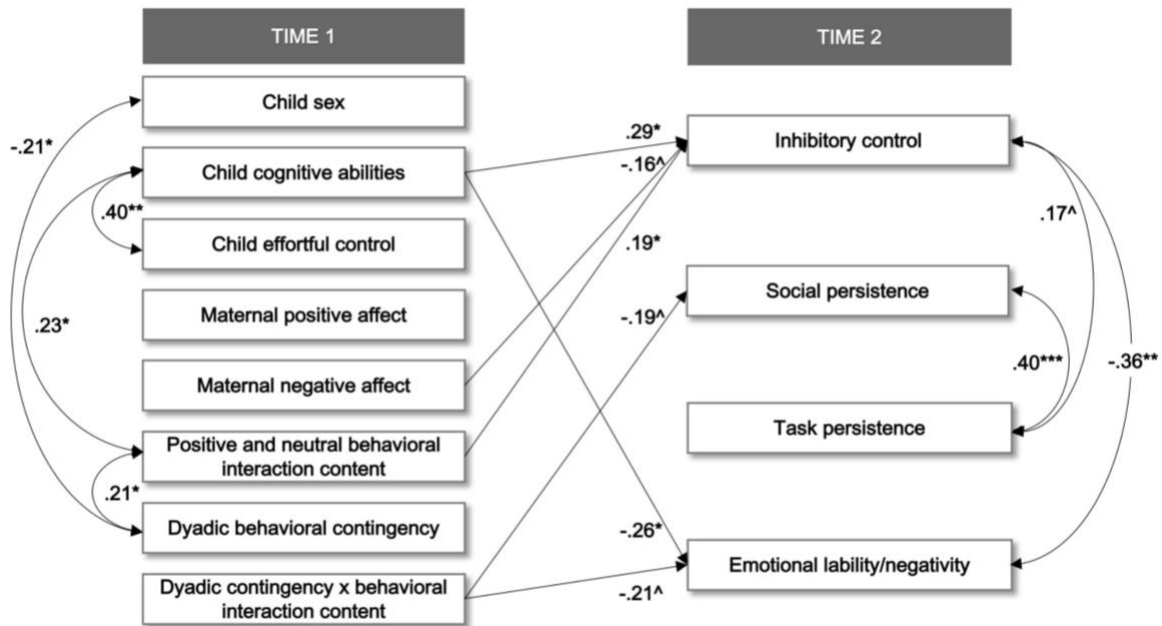 TIME 1
TIME 2
Child sex
-.21*
.29*
Inhibitory control
Child cognitive abilities
-.16^
.40**
.17^
Child effortful control
.19*
Social persistence
Maternal positive affect
-.19^
.23*
.40***
-.36**
Maternal negative affect
Task persistence
Positive and neutral behavioral
interaction content
.21*
Dyadic behavioral contingency
-.26*
Emotional lability/negativity
Dyadic contingency x behavioral
interaction content
-.21^